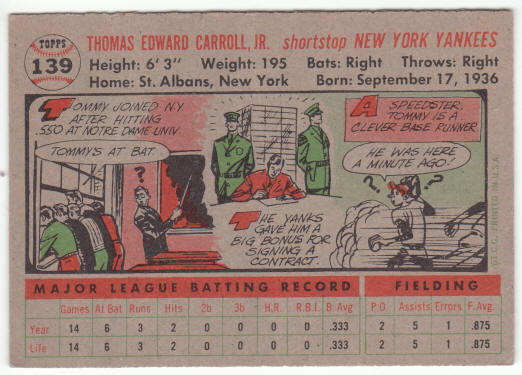 TOPPS
139
THOMAS EDWARD CARROLL, JR. shortstop NEW YORK YANKEES
Height: 6' 3" Weight: 195 Bats: Right Throws: Right
Home: St. Albans, New York Born: September 17, 1936
TOMMY JOINED N.Y.
AFTER HITTING
.550 AT NOTRE DAME UNIV.
TOMMY'S AT BAT
?
THE YANKS
GAVE HIM A
BIG BONUS FOR
SIGNING A
CONTRACT.
A SPEEDSTER,
TOMMY IS A
CLEVER BASE RUNNER.
HE WAS HERE
A MINUTE AGO!
? ?
©T.C.G. PRINTED IN U.S.A.
MAJOR LEAGUE BATTING RECORD FIELDING
Games At Bat Runs Hits 2b 3b H.R. R.B.I. B. Avg P.O. Assists Errors F. Avg.
Year 14 6 3 2 0 0 0 0 .333 2 5 1 .875
Life 14 6 3 2 0 0 0 0 .333 2 5 1 .875